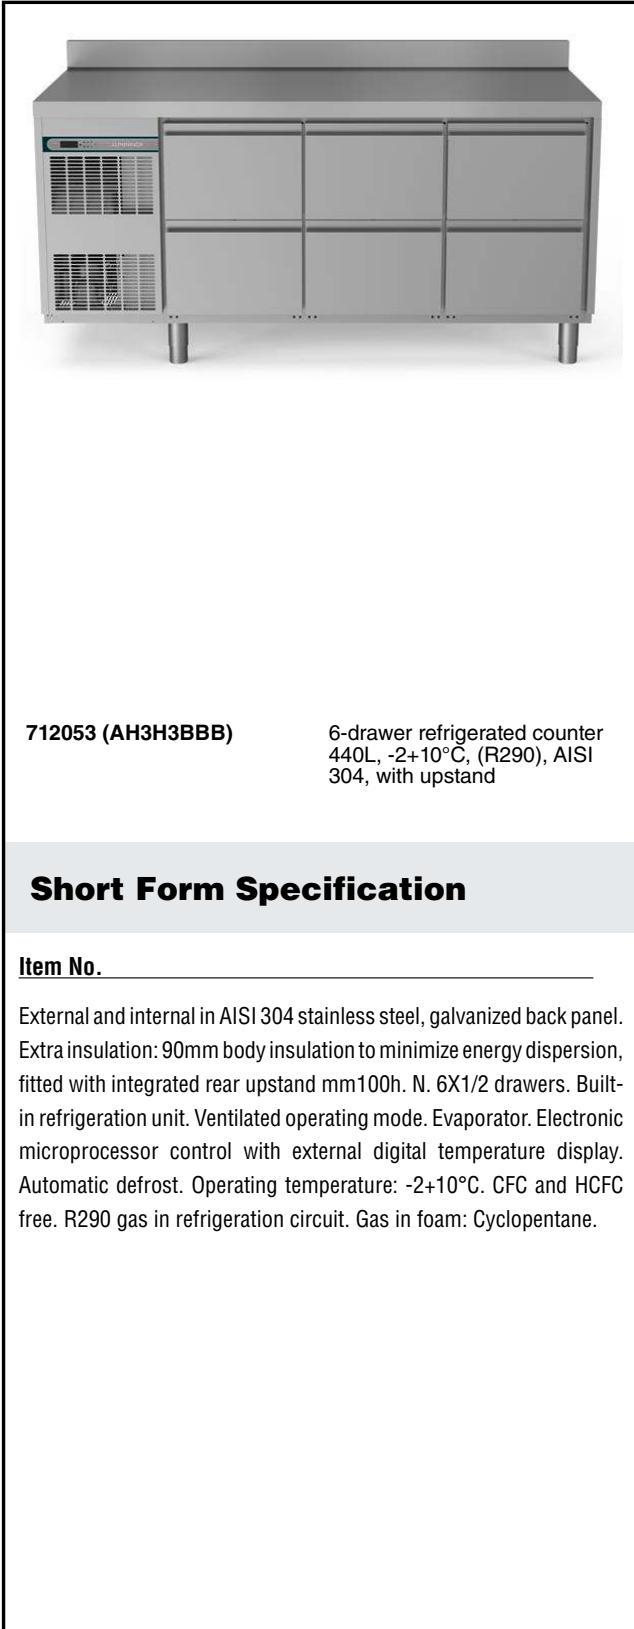 712053 (AH3H3BBB)
6-drawer refrigerated counter
440L, -2+10°C, (R290), AISI
304, with upstand
Short Form Specification
Item No.
External and internal in AISI 304 stainless steel, galvanized back panel.
Extra insulation: 90mm body insulation to minimize energy dispersion,
fitted with integrated rear upstand mm100h. N. 6X1/2 drawers. Built-
in refrigeration unit. Ventilated operating mode. Evaporator. Electronic
microprocessor control with external digital temperature display.
Automatic defrost. Operating temperature: -2+10°C. CFC and HCFC
free. R290 gas in refrigeration circuit. Gas in foam: Cyclopentane.